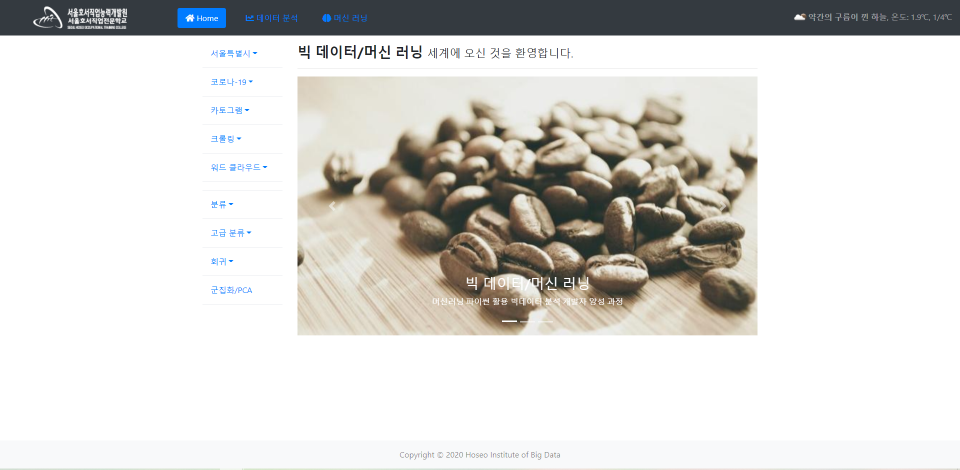 서울호서직업능력개발원
서울호서직업전문학교
Home
데이터 분석
머신 러닝
약간의 구름이 낀 하늘, 온도: 1.9℃, 1/4℃
서울특별시
코로나-19
카토그램
크롤링
워드 클라우드
분류
고급 분류
회귀
군집화/PCA
빅 데이터/머신 러닝 세계에 오신 것을 환영합니다.
빅 데이터/머신 러닝
머신러닝 파이썬 활용 빅데이터 분석 개발자 양성 과정
Copyright © 2020 Hoseo Institute of Big Data